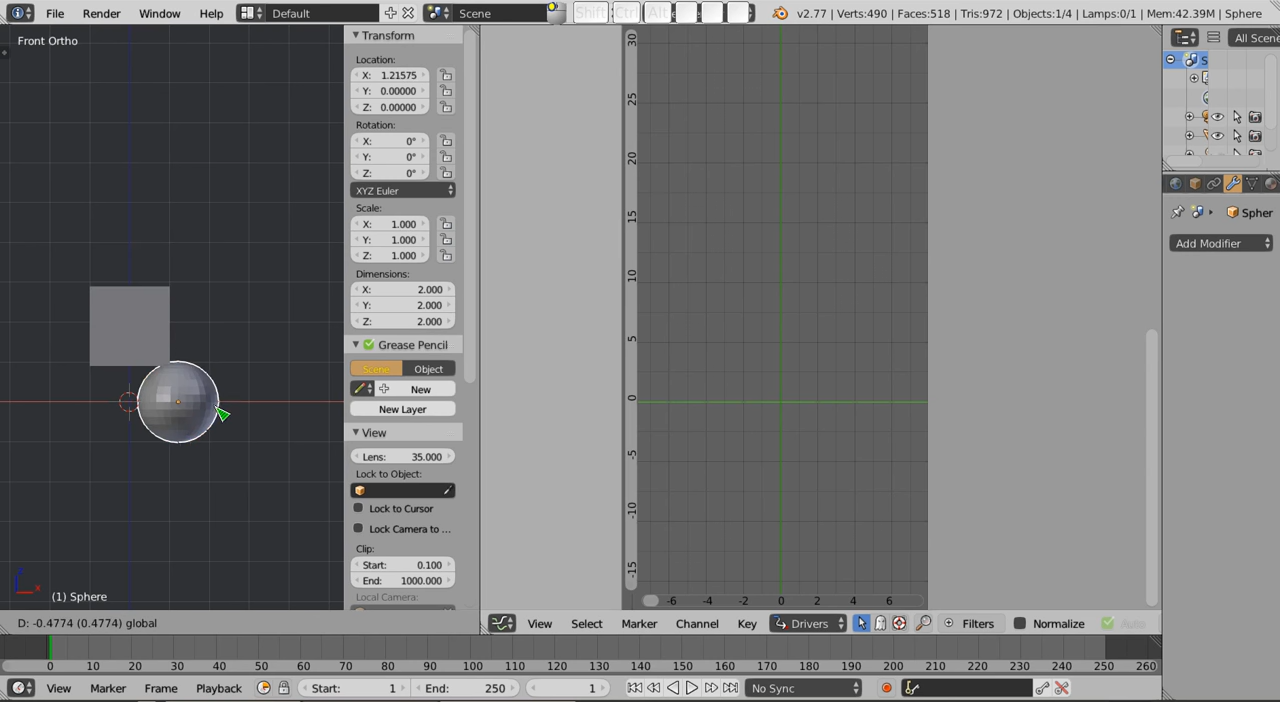 File Render Window Help Default Scene Shift Ctrl Alt v2.77 | Verts:490 | Faces:518 | Tris:972 | Objects:1/4 | Lamps:0/1 | Mem:42.39M | Sphere
Front Ortho
Transform
Location:
X: 1.21575
Y: 0.00000
Z: 0.00000
Rotation:
X: 0°
Y: 0°
Z: 0°
XYZ Euler
Scale:
X: 1.000
Y: 1.000
Z: 1.000
Dimensions:
X: 2.000
Y: 2.000
Z: 2.000
Grease Pencil
Scene Object
New
New Layer
View
Lens: 35.000
Lock to Object:
Lock to Cursor
Lock Camera to ...
Clip:
Start: 0.100
End: 1000.000
Local Camera:
x
(1) Sphere
D: -0.4774 (0.4774) global
30
25
20
15
10
5
0
-5
-10
-15
-6 -4 -2 0 2 4 6
View Select Marker Channel Key Drivers Filters Normalize Auto
All Scene
S
Spher
Add Modifier
0 10 20 30 40 50 60 70 80 90 100 110 120 130 140 150 160 170 180 190 200 210 220 230 240 250 260
View Marker Frame Playback Start: 1 End: 250 1 No Sync